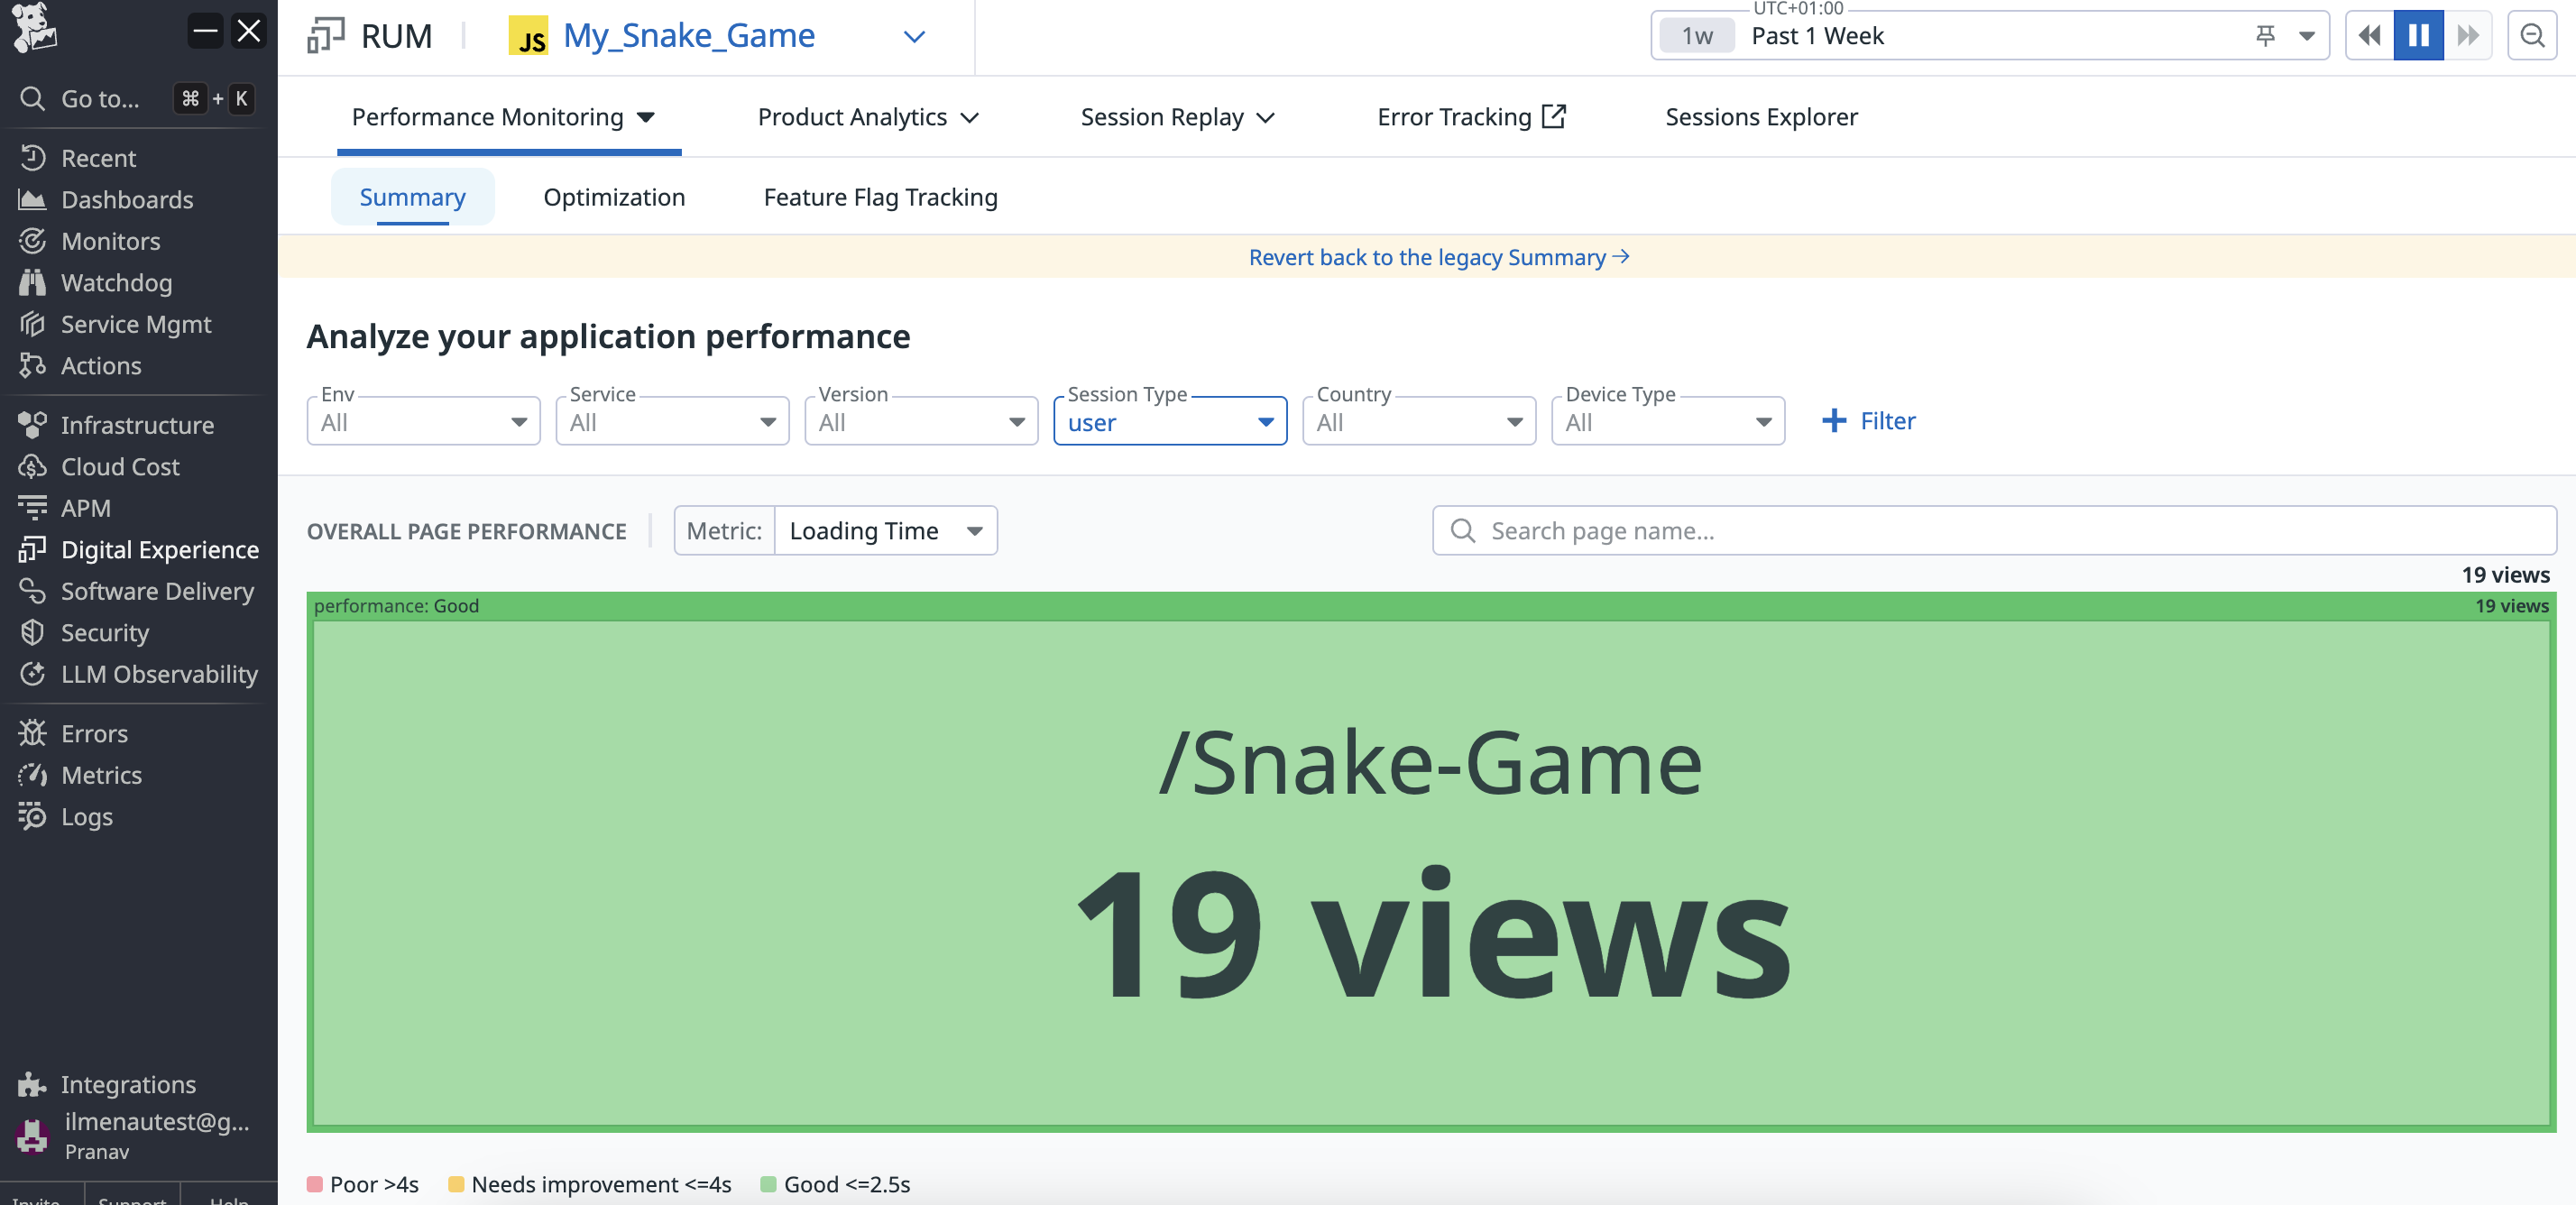 RUM
JS My_Snake_Game
UTC+01:00
1w Past 1 Week
Go to... ⌘ + K
Recent
Dashboards
Monitors
Watchdog
Service Mgmt
Actions
Infrastructure
Cloud Cost
APM
Digital Experience
Software Delivery
Security
LLM Observability
Errors
Metrics
Logs
Integrations
ilmenautest@g...
Pranav
Invite Support Help
Performance Monitoring Product Analytics Session Replay Error Tracking Sessions Explorer
Summary Optimization Feature Flag Tracking
Revert back to the legacy Summary →
Analyze your application performance
Env Service Version Session Type Country Device Type
All All All user All All + Filter
OVERALL PAGE PERFORMANCE Metric: Loading Time Search page name...
19 views
performance: Good 19 views
/Snake-Game
19 views
Poor >4s Needs improvement <=4s Good <=2.5s